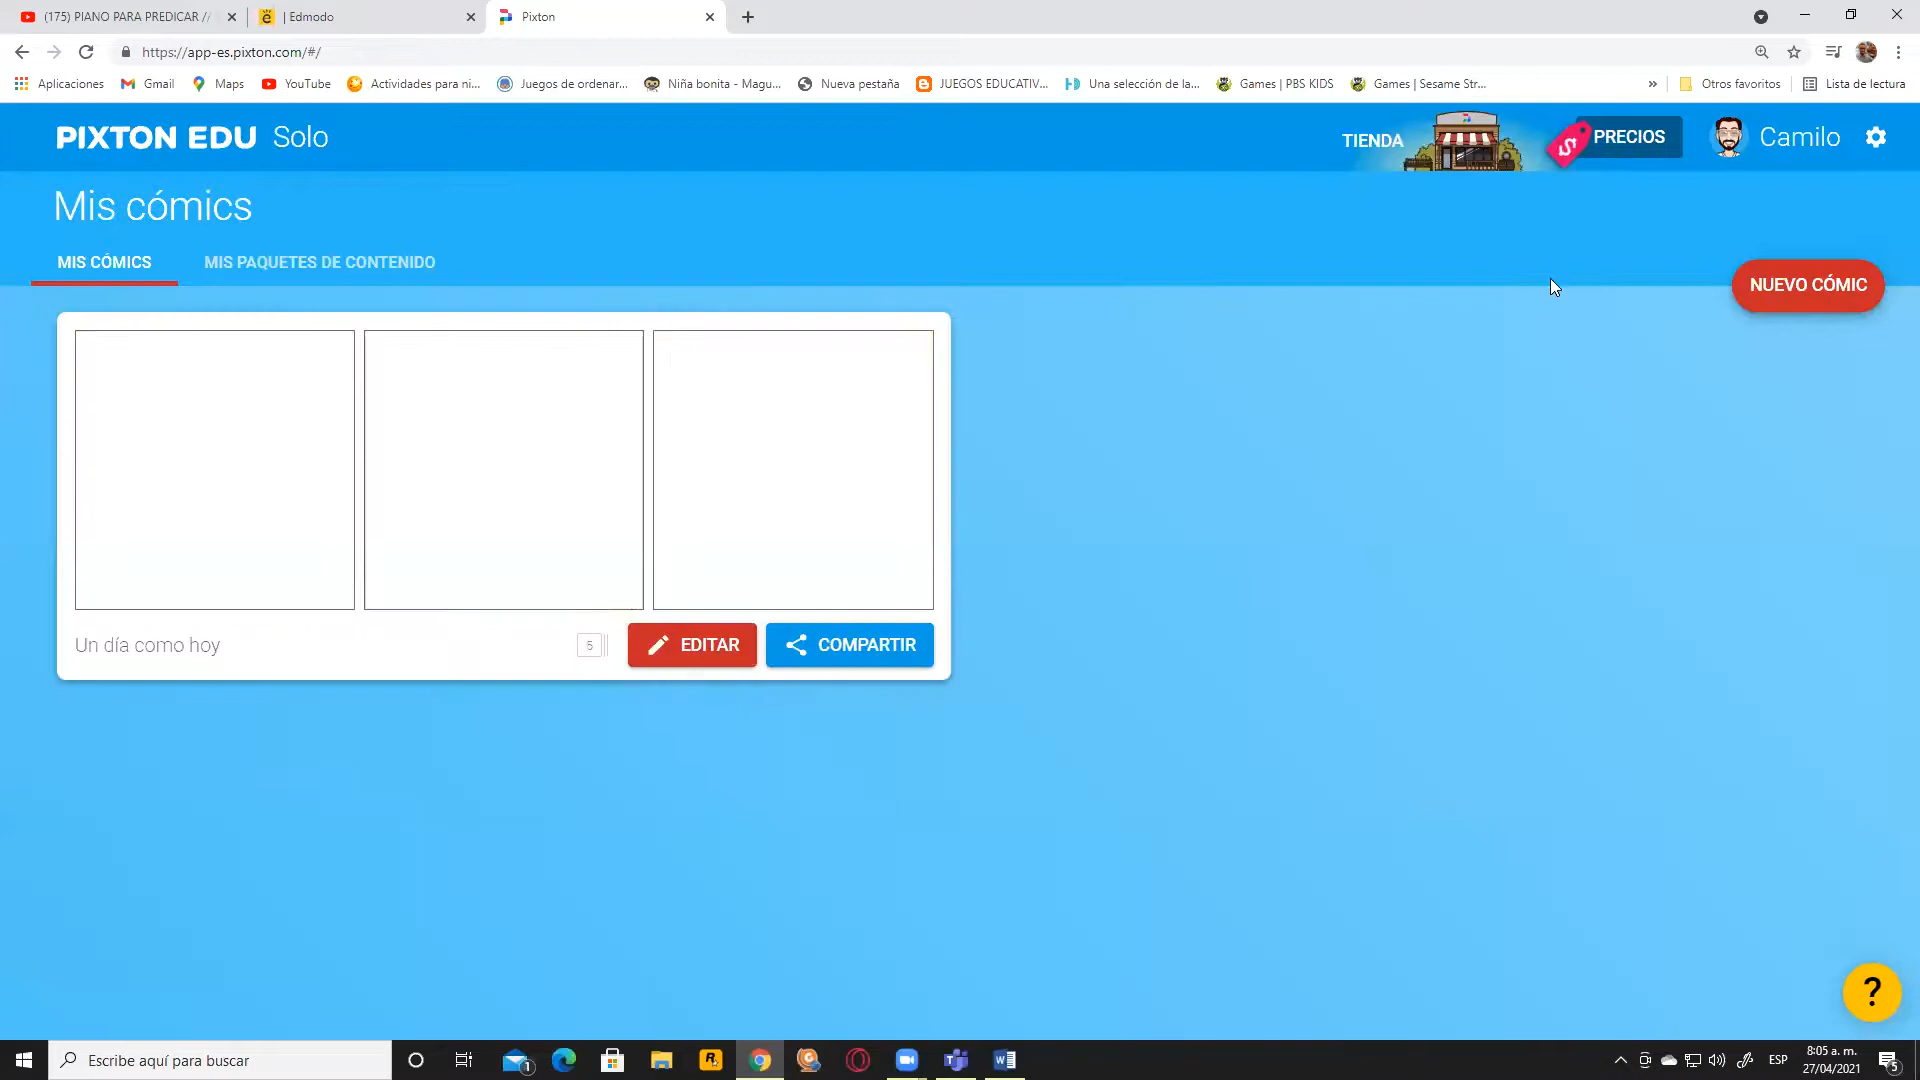 (175) PIANO PARA PREDICAR //
| Edmodo
Pixton
https://app-es.pixton.com/#/
Aplicaciones
Gmail
Maps
YouTube
Actividades para ni...
Juegos de ordenar...
Niña bonita - Magu...
Nueva pestaña
JUEGOS EDUCATIV...
Una selección de la...
Games | PBS KIDS
Games | Sesame Str...
»
Otros favoritos
Lista de lectura
PIXTON EDU Solo
TIENDA
PRECIOS
Camilo
Mis cómics
MIS CÓMICS
MIS PAQUETES DE CONTENIDO
NUEVO CÓMIC
Un día como hoy
5
EDITAR
COMPARTIR
?
Escribe aquí para buscar
1
ESP
8:05 a. m.
27/04/2021
5